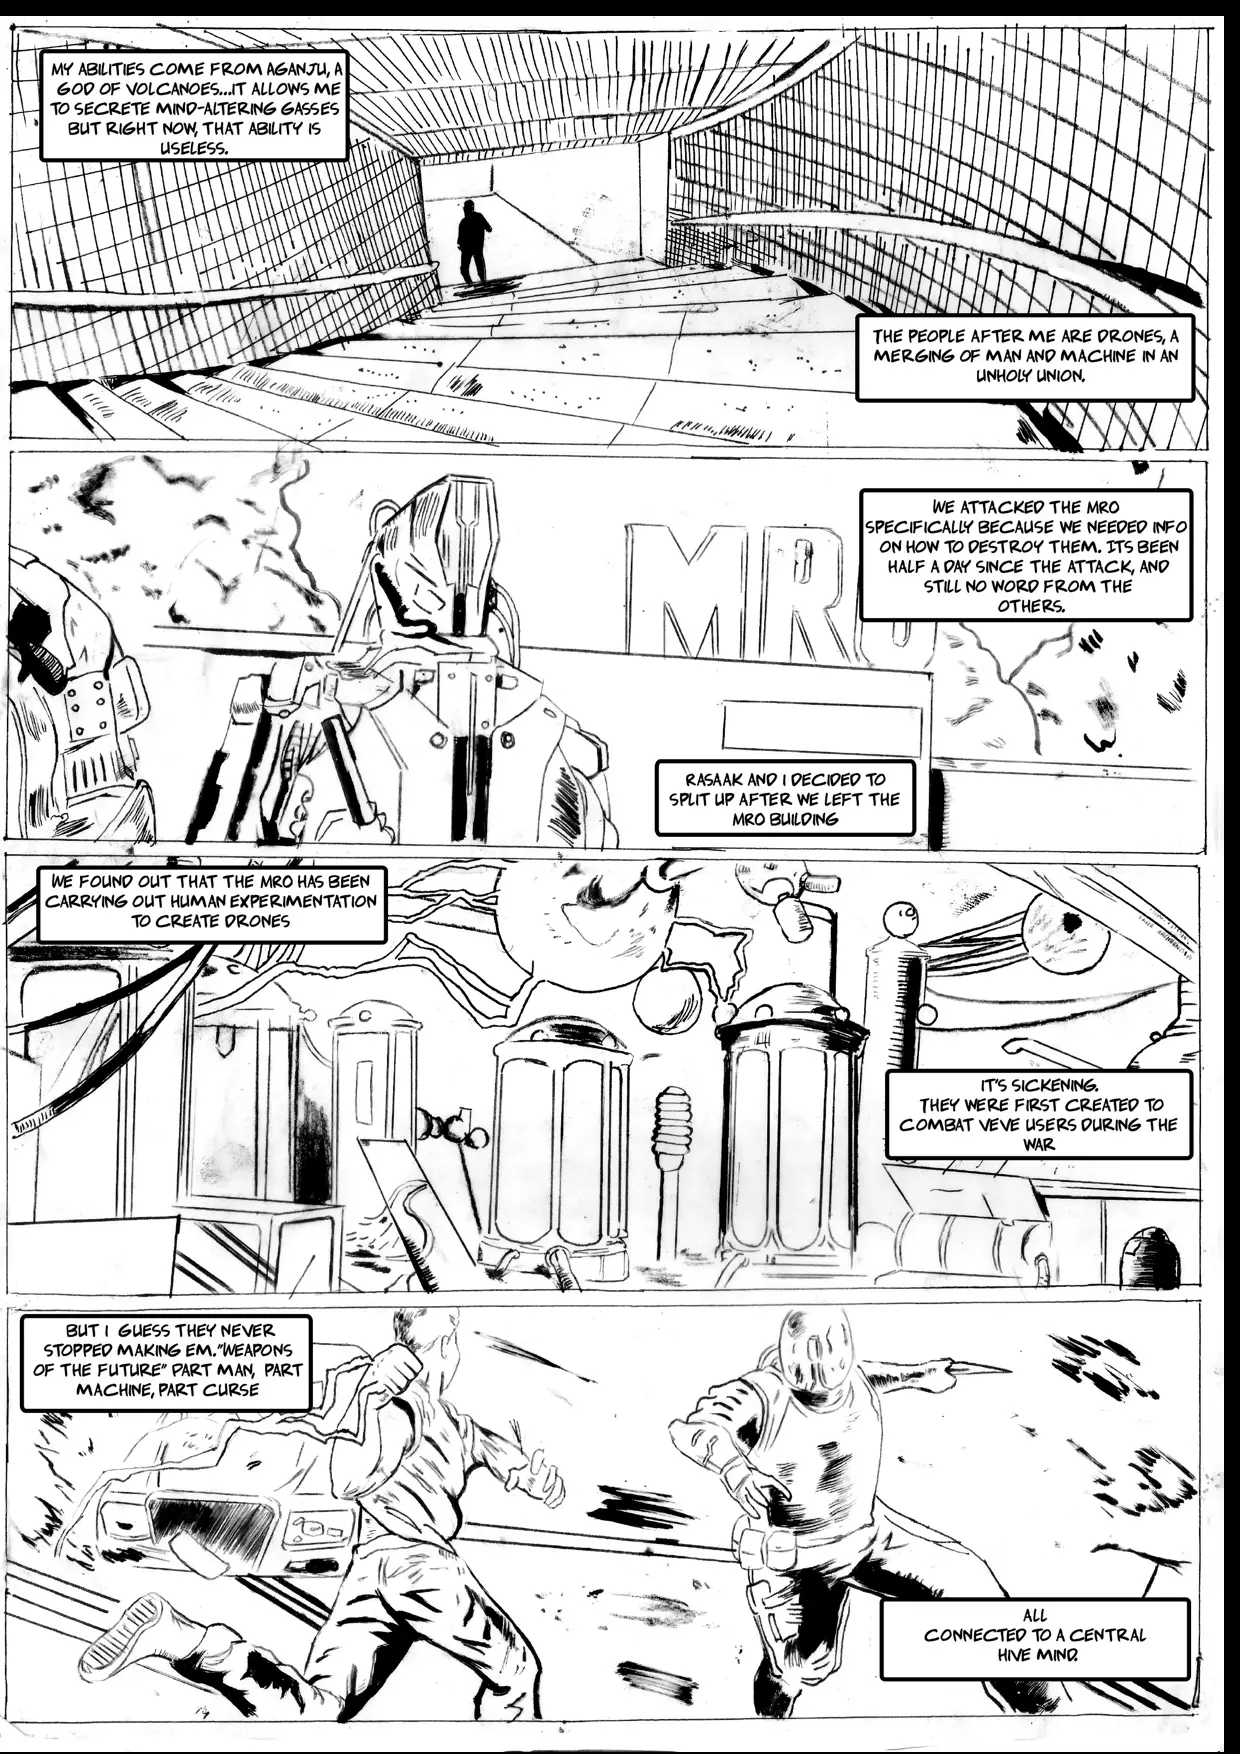 MY ABILITIES COME FROM AGANJU, A
GOD OF VOLCANOES...IT ALLOWS ME
TO SECRETE MIND-ALTERING GASSES
BUT RIGHT NOW, THAT ABILITY IS
USELESS.
THE PEOPLE AFTER ME ARE DRONES, A
MERGING OF MAN AND MACHINE IN AN
UNHOLY UNION.
WE ATTACKED THE MRO
SPECIFICALLY BECAUSE WE NEEDED INFO
ON HOW TO DESTROY THEM. ITS BEEN
HALF A DAY SINCE THE ATTACK, AND
STILL NO WORD FROM THE
OTHERS.
MRO
RASAAK AND I DECIDED TO
SPLIT UP AFTER WE LEFT THE
MRO BUILDING
WE FOUND OUT THAT THE MRO HAS BEEN
CARRYING OUT HUMAN EXPERIMENTATION
TO CREATE DRONES
IT'S SICKENING.
THEY WERE FIRST CREATED TO
COMBAT VEVE USERS DURING THE
WAR
BUT I GUESS THEY NEVER
STOPPED MAKING EM."WEAPONS
OF THE FUTURE" PART MAN, PART
MACHINE, PART CURSE
ALL
CONNECTED TO A CENTRAL
HIVE MIND.